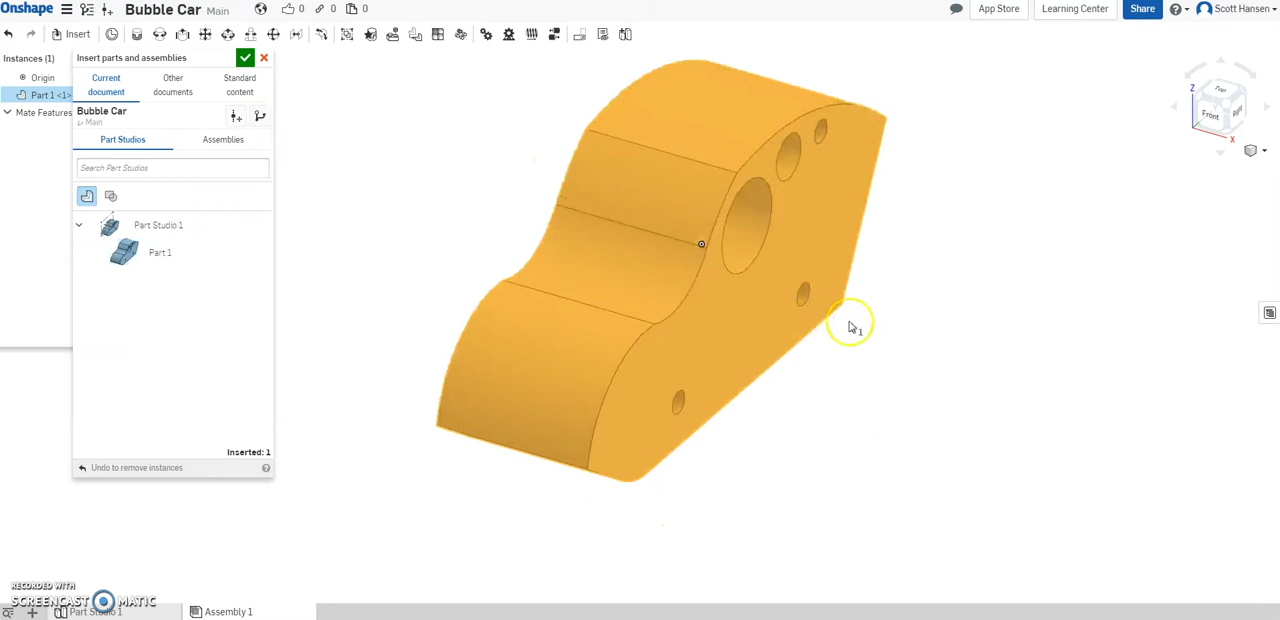 Onshape Bubble Car Main 0 0 0 App Store Learning Center Share Scott Hansen
Insert
Instances (1)
Origin
Part 1 <1>
Mate Features
Insert parts and assemblies
Current document
Other documents
Standard content
Bubble Car
Main
Part Studios Assemblies
Search Part Studios
Part Studio 1
Part 1
Inserted: 1
Undo to remove instances
Z Top
Front Right
X
1
RECORDED WITH
SCREENCAST MATIC
Part Studio 1 Assembly 1